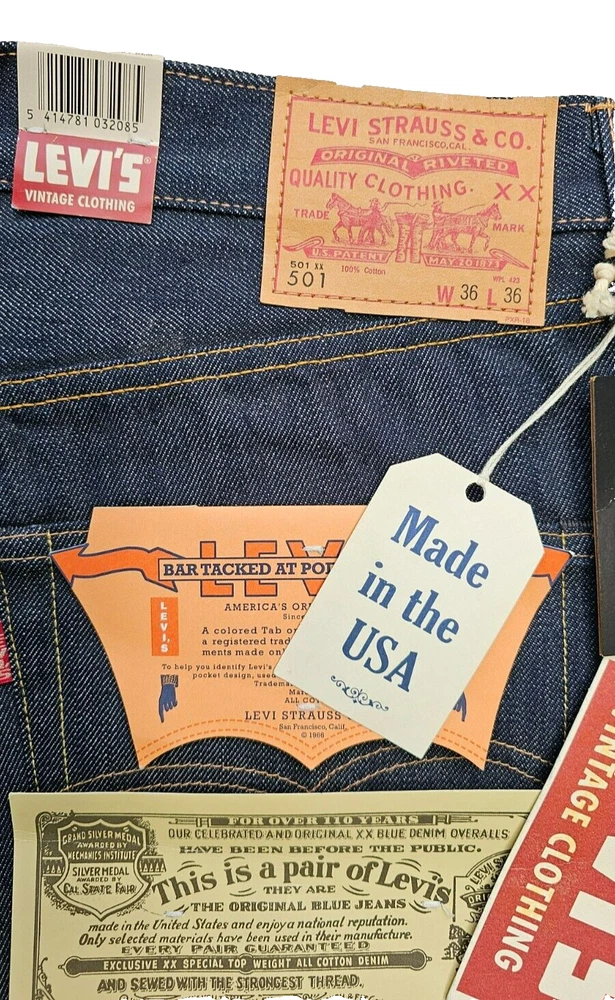 5 414781 032085
LEVI'S®
VINTAGE CLOTHING
LEVI STRAUSS & CO.
SAN FRANCISCO, CAL.
ORIGINAL RIVETED
QUALITY CLOTHING. XX
TRADE MARK
U.S. PATENT MAY 20 1873
501 XX 100% Cotton WPL 423
501 W 36 L 36
PXR-18
Made
in the
USA
LEV
BAR TACKED AT
AMERICA'S
Since
LEVI'S
A colored Tab
a registered
ments made
To help you identify Levi's
pocket design, used
ALL
LEVI STRAUSS
San Francisco, Calif.
FOR OVER 110 YEARS
OUR CELEBRATED AND ORIGINAL XX BLUE DENIM OVERALLS
HAVE BEEN BEFORE THE PUBLIC.
GRAND SILVER MEDAL
AWARDED BY
MECHANICS INSTITUTE
SILVER MEDAL
AWARDED BY
CAL. STATE FAIR
This is a pair of Levi's
THEY ARE
THE ORIGINAL BLUE JEANS
made in the United States and enjoy a national reputation.
Only selected materials have been used in their manufacture.
EVERY PAIR GUARANTEED
EXCLUSIVE XX SPECIAL TOP WEIGHT ALL COTTON DENIM
AND SEWED WITH THE STRONGEST THREAD.
VINTAGE CLOTHING